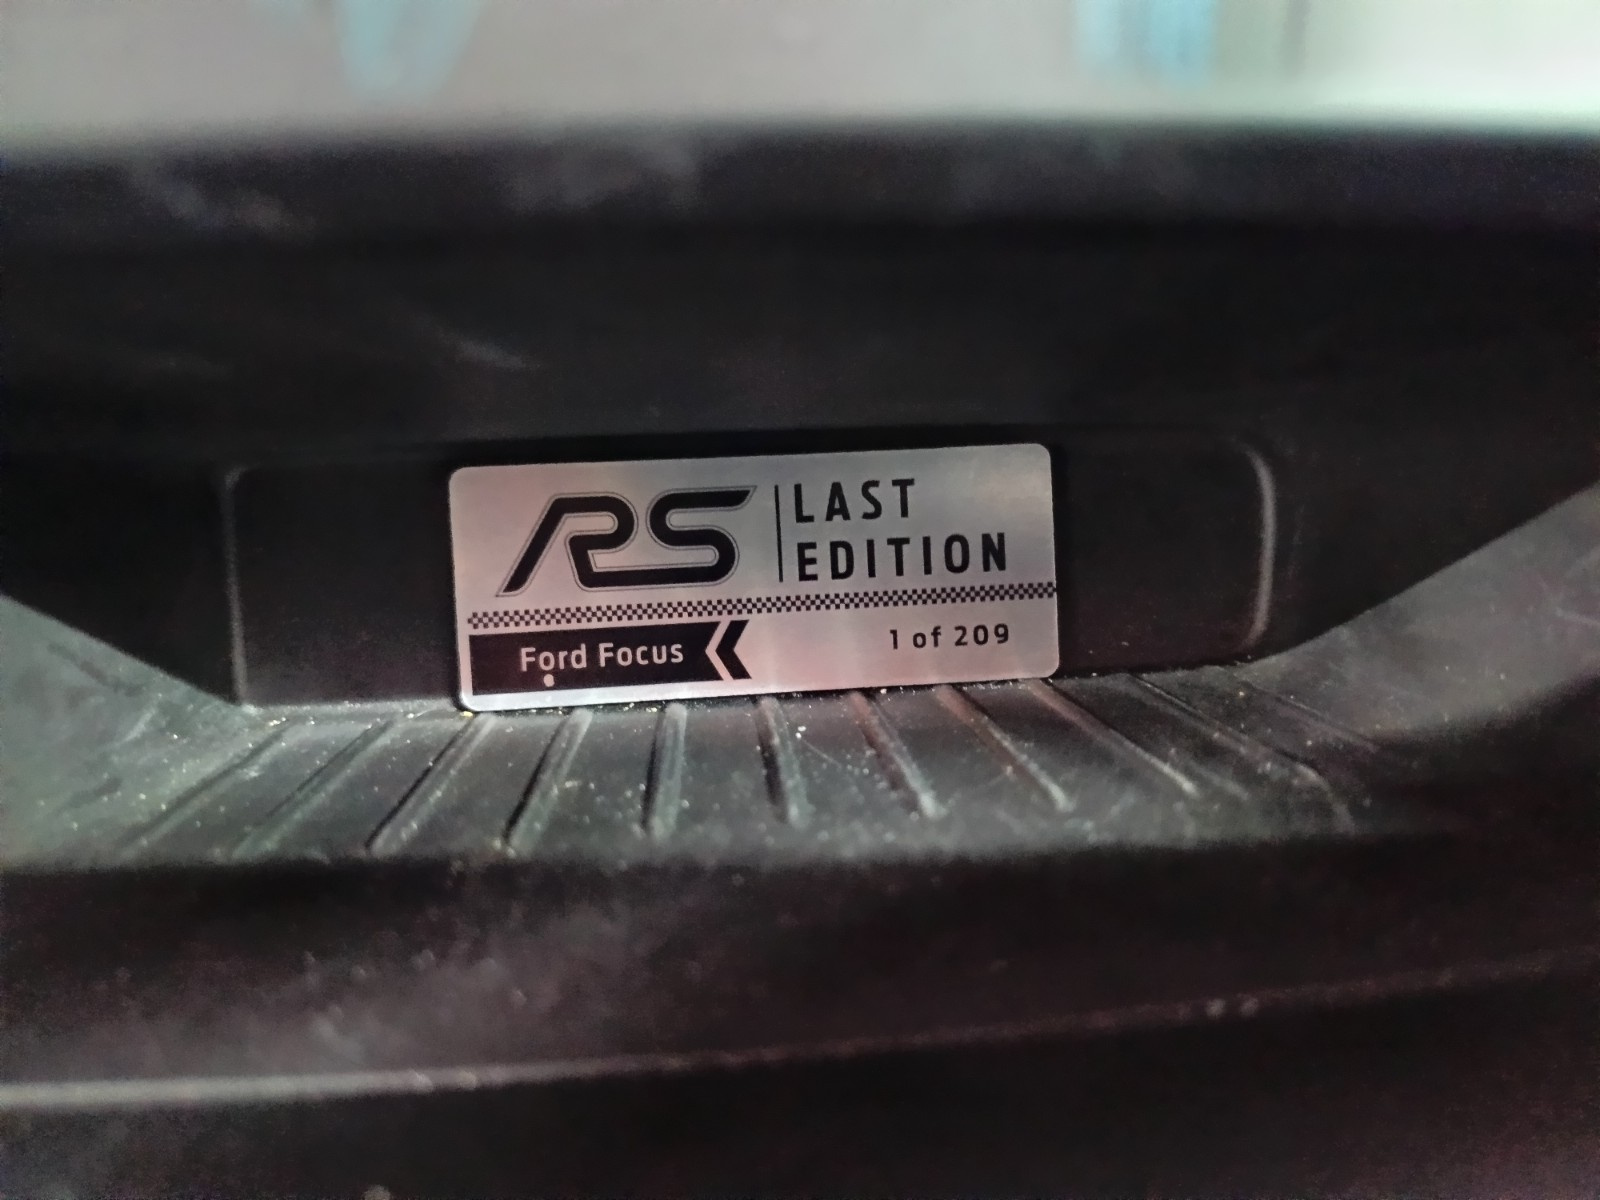 RS
LAST
EDITION
Ford Focus
1 of 209